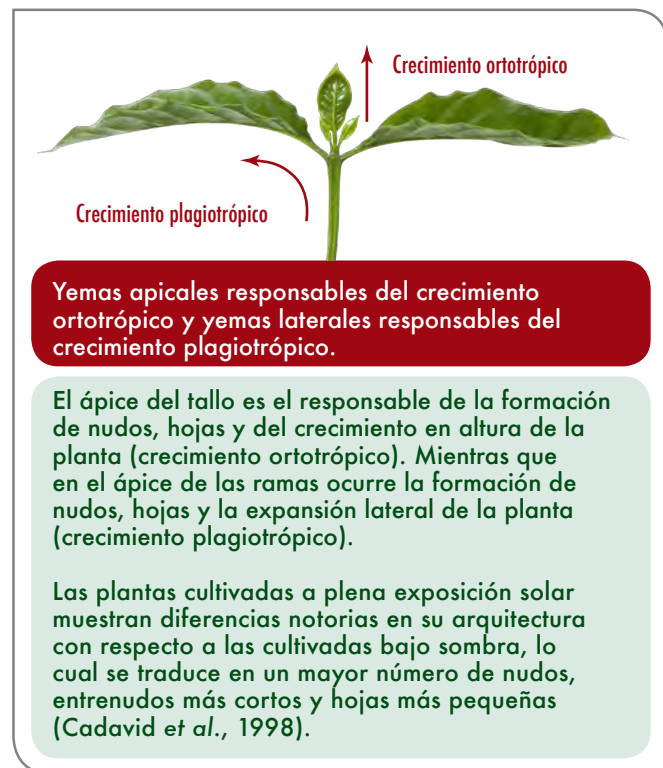 Crecimiento ortotrópico
Crecimiento plagiotrópico
Yemas apicales responsables del crecimiento
ortotrópico y yemas laterales responsables del
crecimiento plagiotrópico.
El ápice del tallo es el responsable de la formación
de nudos, hojas y del crecimiento en altura de la
planta (crecimiento ortotrópico). Mientras que
en el ápice de las ramas ocurre la formación de
nudos, hojas y la expansión lateral de la planta
(crecimiento plagiotrópico).
Las plantas cultivadas a plena exposición solar
muestran diferencias notorias en su arquitectura
con respecto a las cultivadas bajo sombra, lo
cual se traduce en un mayor número de nudos,
entrenudos más cortos y hojas más pequeñas
(Cadavid et al., 1998).